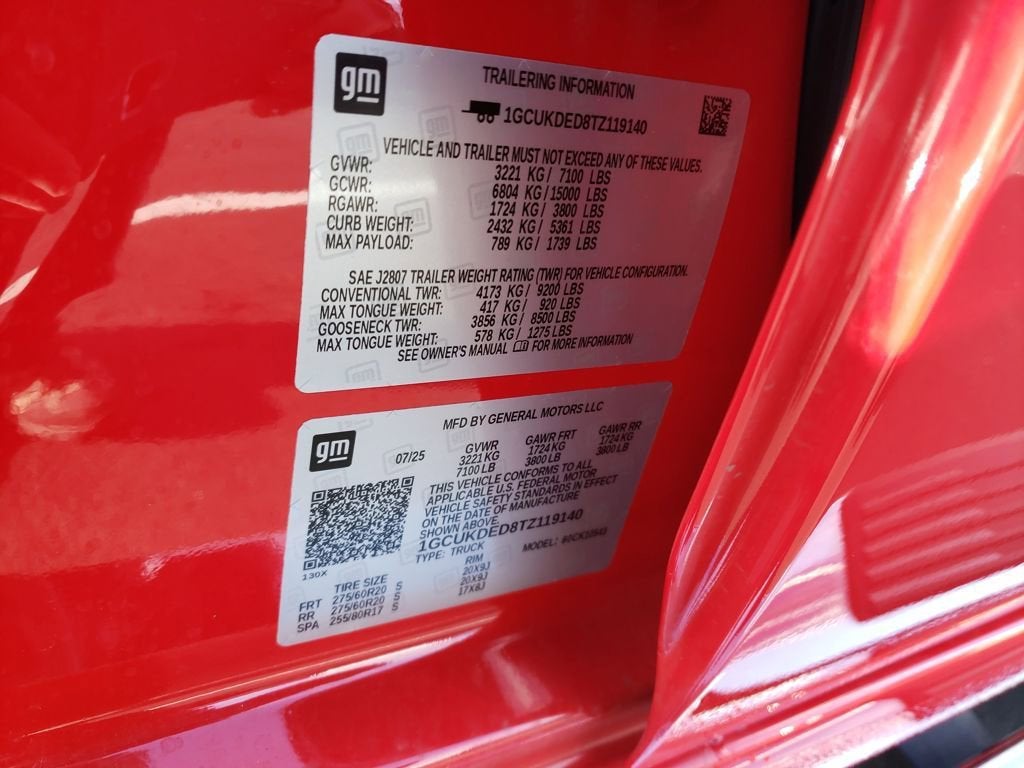 gm
TRAILERING INFORMATION
1GCUKDED8TZ119140
VEHICLE AND TRAILER MUST NOT EXCEED ANY OF THESE VALUES.
GVWR: 3221 KG / 7100 LBS
GCWR: 6804 KG / 15000 LBS
RGAWR: 1724 KG / 3800 LBS
CURB WEIGHT: 2432 KG / 5361 LBS
MAX PAYLOAD: 789 KG / 1739 LBS
SAE J2807 TRAILER WEIGHT RATING (TWR) FOR VEHICLE CONFIGURATION.
CONVENTIONAL TWR: 4173 KG / 9200 LBS
MAX TONGUE WEIGHT: 417 KG / 920 LBS
GOOSENECK TWR: 3856 KG / 8500 LBS
MAX TONGUE WEIGHT: 578 KG / 1275 LBS
SEE OWNER'S MANUAL FOR MORE INFORMATION
gm
MFD BY GENERAL MOTORS LLC
07/25 GVWR GAWR FRT GAWR RR
3221 KG 1724 KG 1724 KG
7100 LB 3800 LB 3800 LB
THIS VEHICLE CONFORMS TO ALL
APPLICABLE U.S. FEDERAL MOTOR
VEHICLE SAFETY STANDARDS IN EFFECT
ON THE DATE OF MANUFACTURE
SHOWN ABOVE.
1GCUKDED8TZ119140
TYPE: TRUCK MODEL:
130X
TIRE SIZE RIM
FRT 275/60R20 S 20X9J
RR 275/60R20 S 20X9J
SPA 255/80R17 S 17X8J